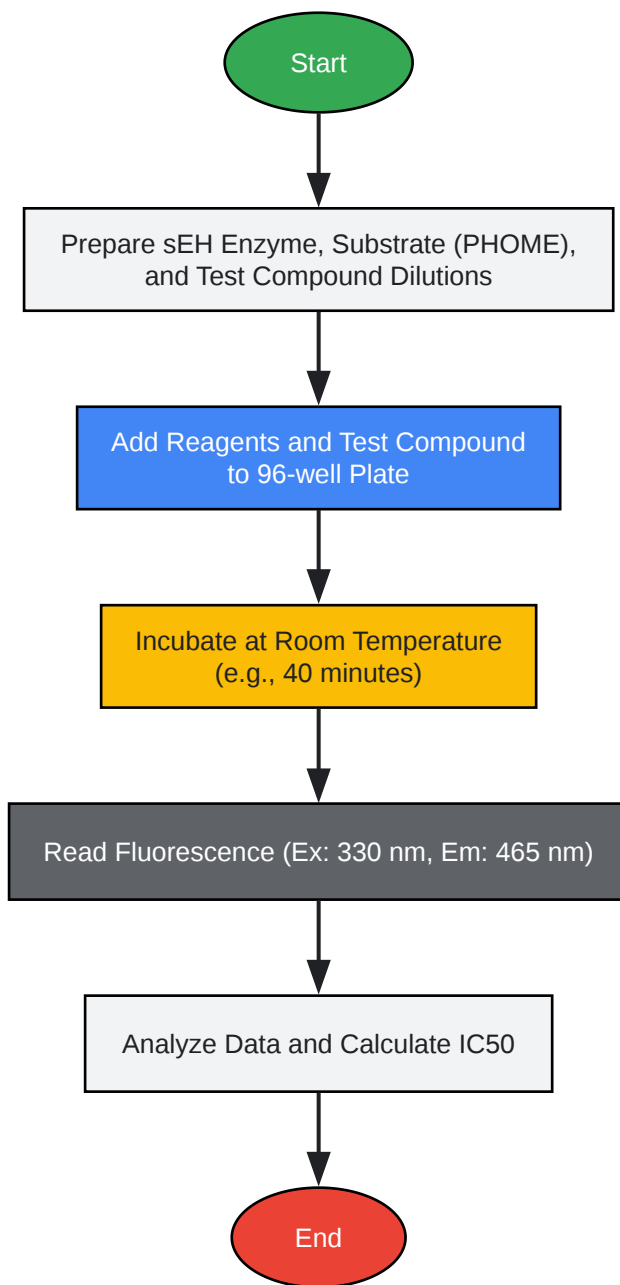 Start
Prepare sEH Enzyme, Substrate (PHOME),
and Test Compound Dilutions
Add Reagents and Test Compound
to 96-well Plate
Incubate at Room Temperature
(e.g., 40 minutes)
Read Fluorescence (Ex: 330 nm, Em: 465 nm)
Analyze Data and Calculate IC50
End